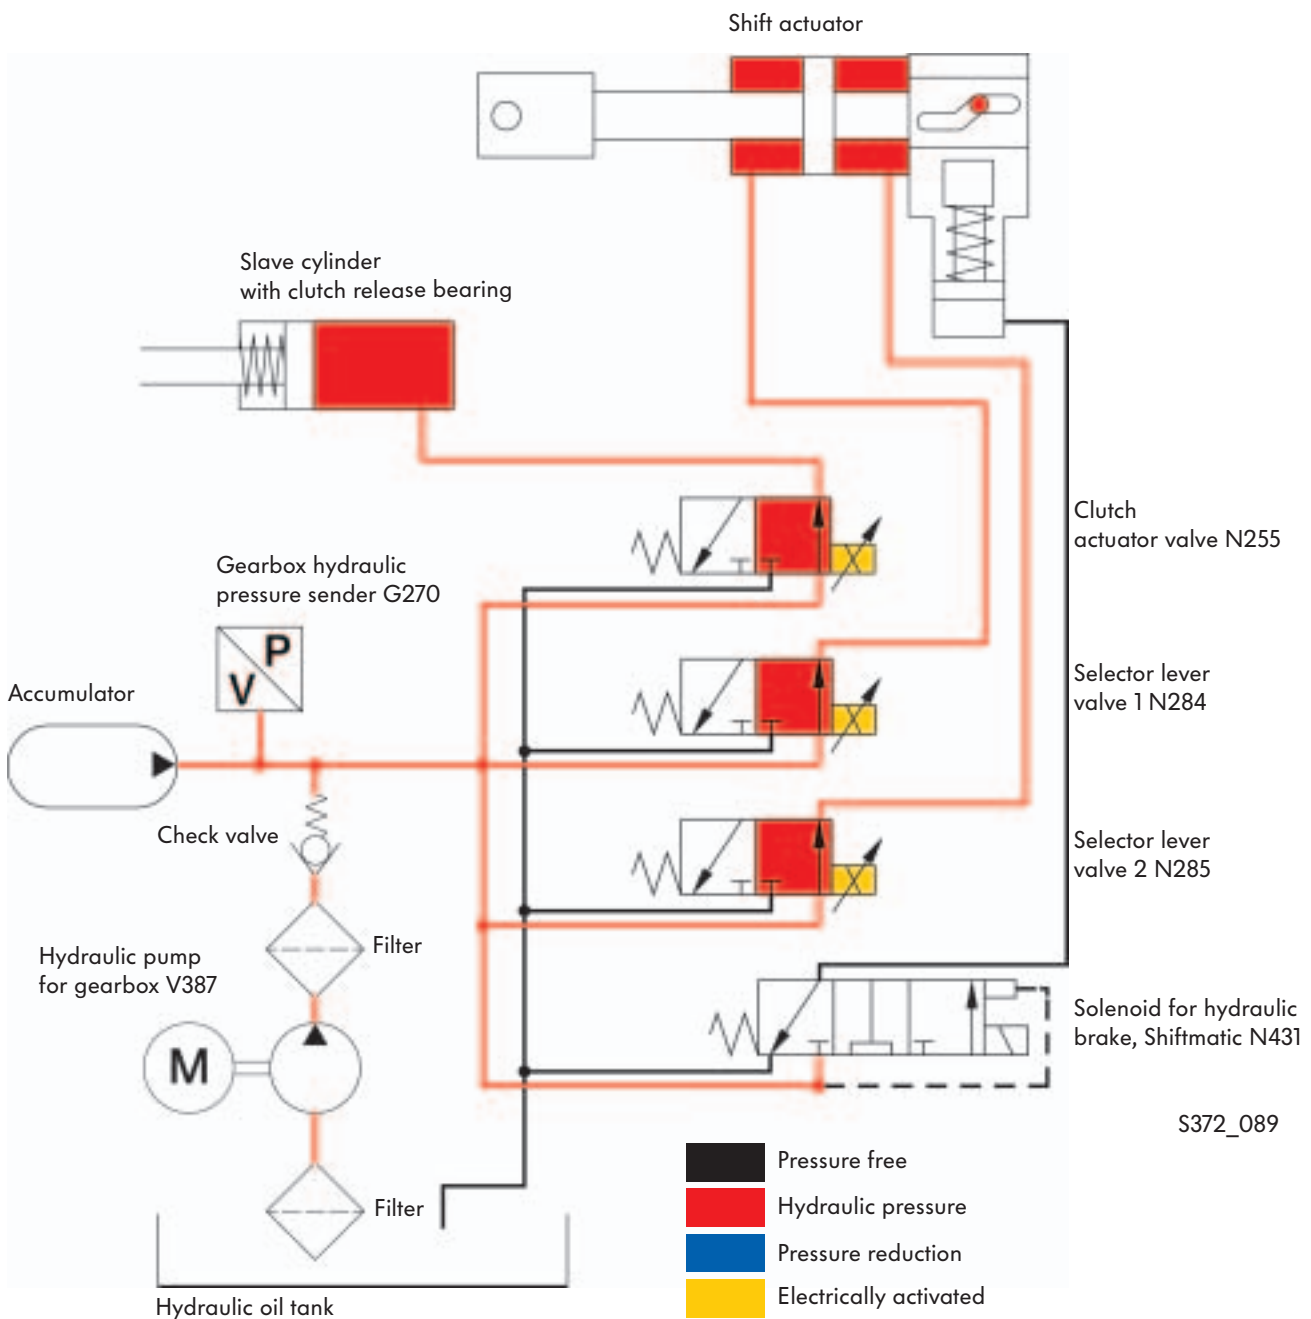 Shift actuator
Slave cylinder
with clutch release bearing
Clutch
actuator valve N255
Gearbox hydraulic
pressure sender G270
P
V
Accumulator
Selector lever
valve 1 N284
Check valve
Selector lever
valve 2 N285
Filter
Hydraulic pump
for gearbox V387
M
Solenoid for hydraulic
brake, Shiftmatic N431
S372_089
Filter
Hydraulic oil tank
Pressure free
Hydraulic pressure
Pressure reduction
Electrically activated